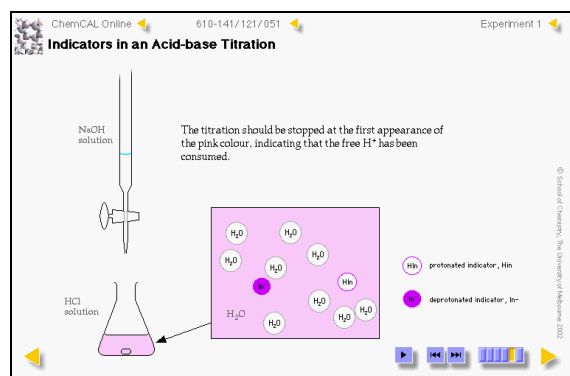 ChemCAL Online
610-141/121/051
Experiment 1
Indicators in an Acid-base Titration
NaOH
solution
The titration should be stopped at the first appearance of
the pink colour, indicating that the free H⁺ has been
consumed.
H₂O
H₂O
H₂O
H₂O
H₂O
In⁻
HIn
H₂O
H₂O
H₂O
H₂O
H₂O
HIn protonated indicator, Hin
In⁻ deprotonated indicator, In-
HCl
solution
© School of Chemistry, The University of Melbourne 2002